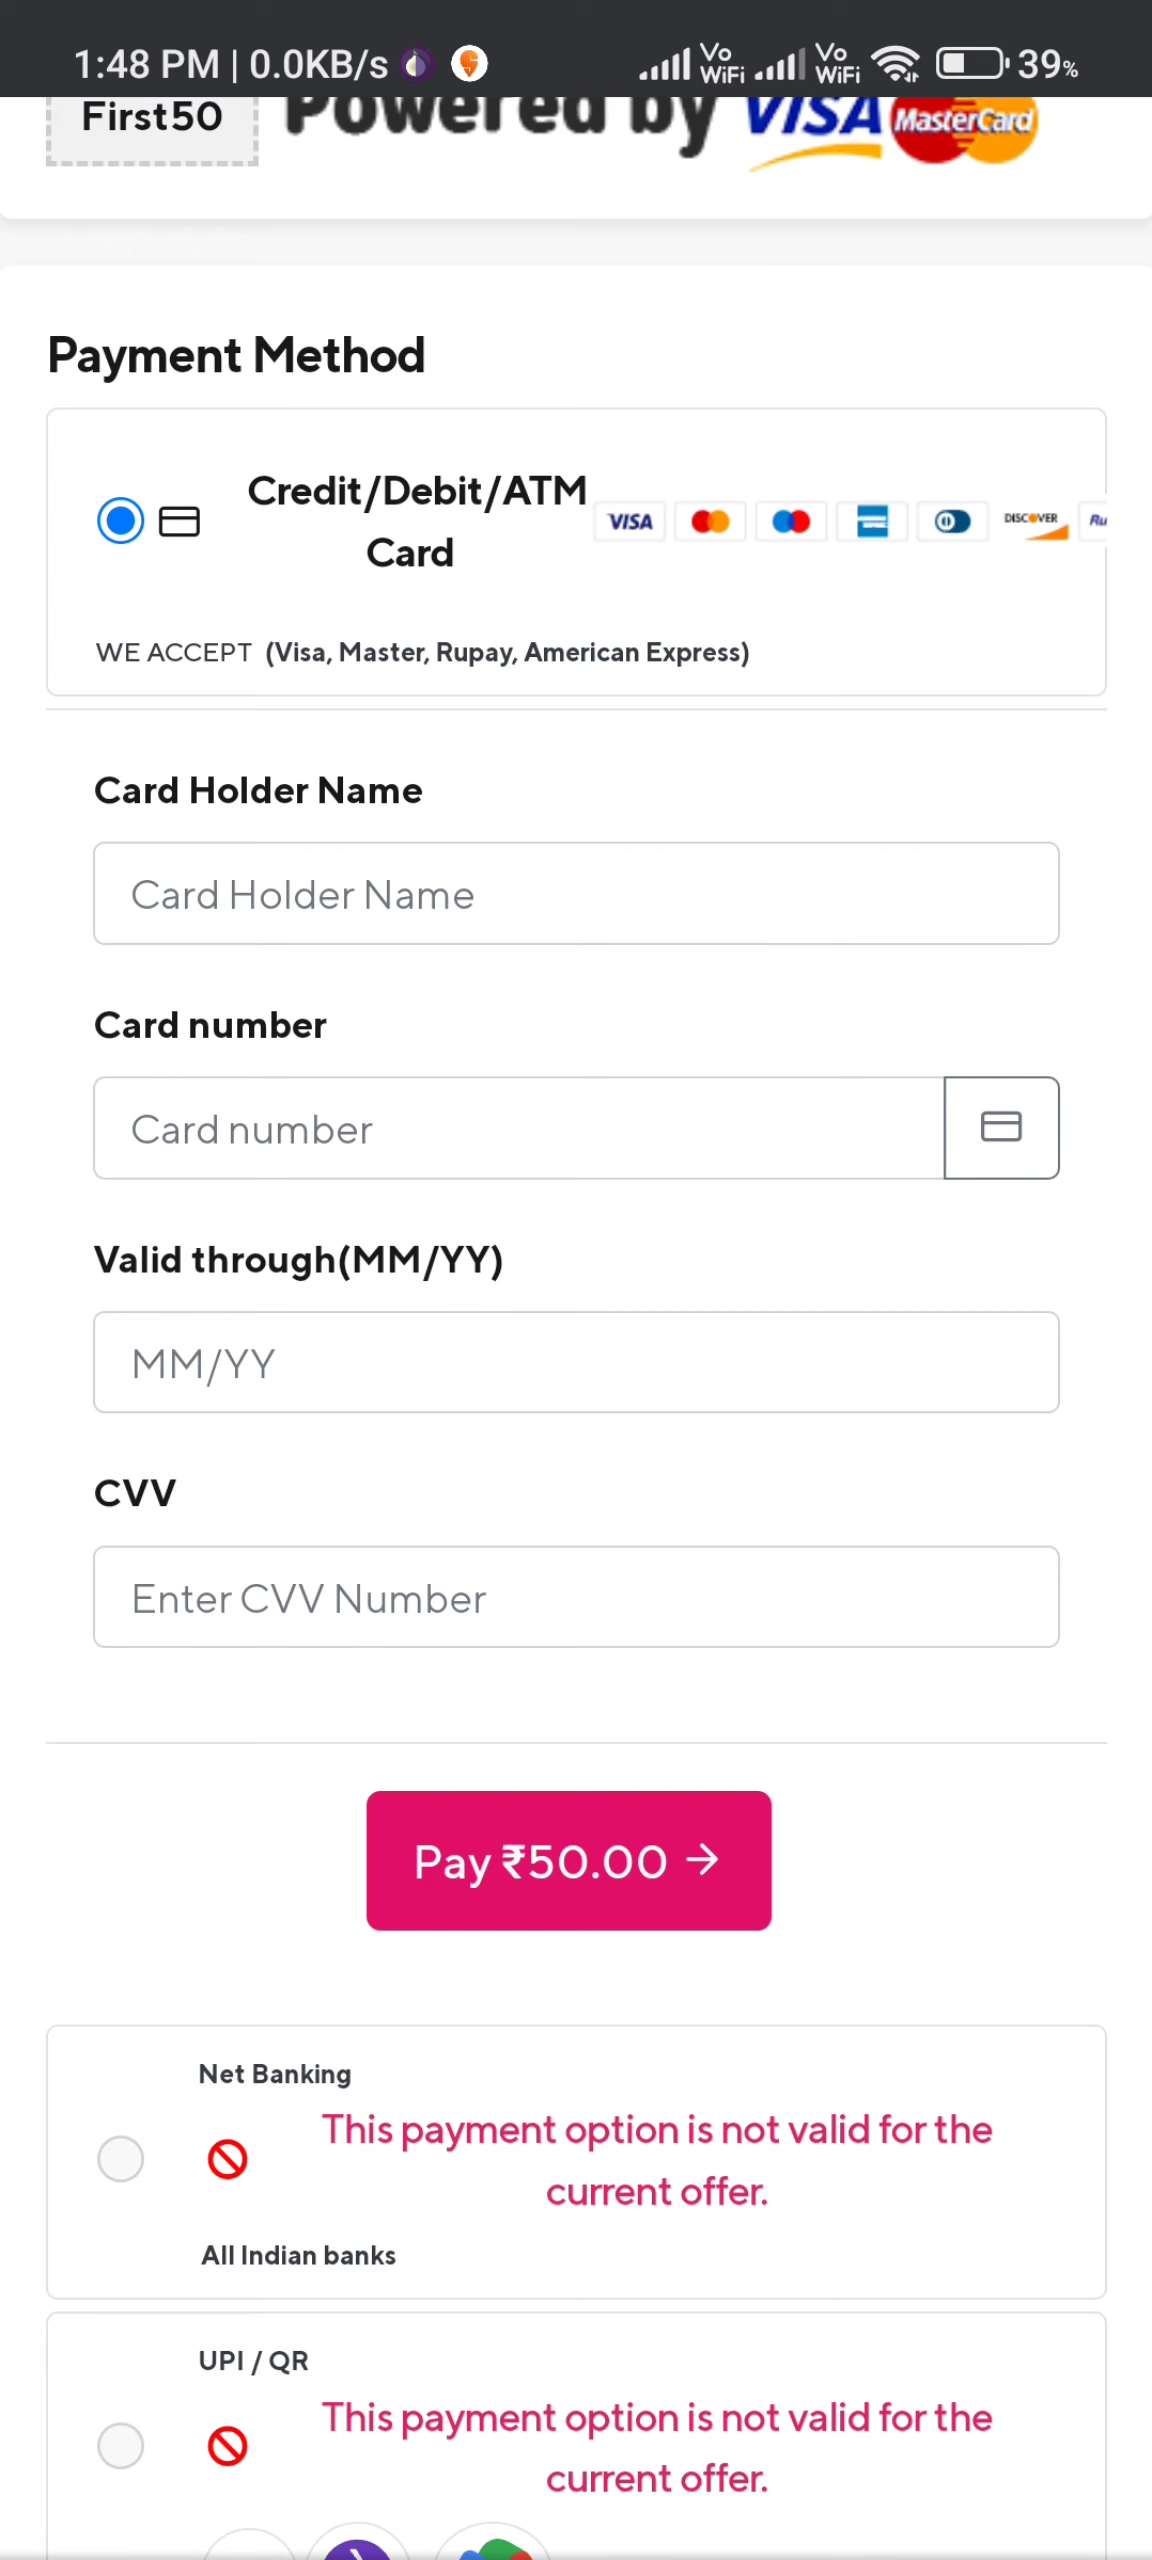 1:48 PM | 0.0KB/s Vo WiFi Vo WiFi 39%
First50 Powered by VISA MasterCard
Payment Method
Credit/Debit/ATM
Card
VISA DISCOVER Ru
WE ACCEPT (Visa, Master, Rupay, American Express)
Card Holder Name
Card Holder Name
Card number
Card number
Valid through(MM/YY)
MM/YY
CVV
Enter CVV Number
Pay ₹50.00 →
Net Banking
This payment option is not valid for the
current offer.
All Indian banks
UPI / QR
This payment option is not valid for the
current offer.